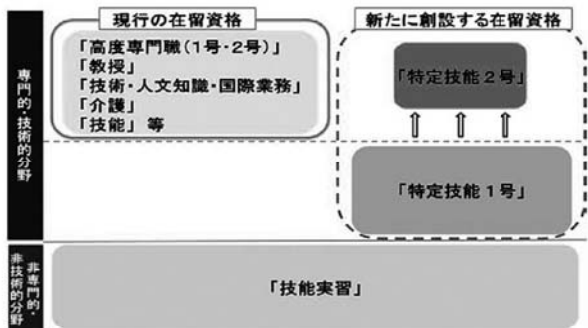 現行の在留資格
新たに創設する在留資格
専門的・技術的分野
「高度専門職(1号・2号)」
「教授」
「技術・人文知識・国際業務」
「介護」
「技能」等
「特定技能2号」
「特定技能1号」
非専門的・
非技術的分野
「技能実習」